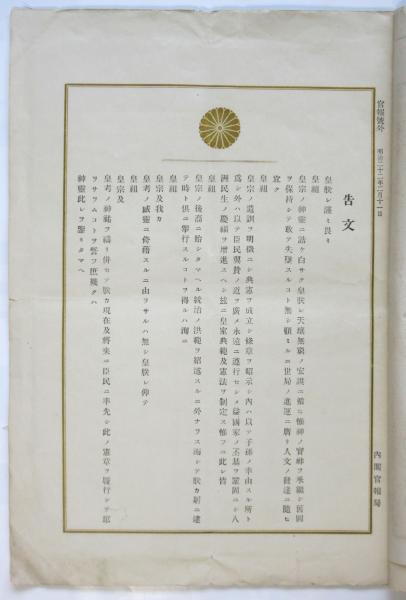 官報號外
明治二十二年二月十一日
內閣官報局
告文
皇朕レ謹ミ畏ミ
皇祖
皇宗ノ神靈ニ誥ケ白サク皇朕レ天壤無窮ノ宏謨ニ循ヒ惟神ノ寶祚ヲ承繼シ舊圖
ヲ保持シテ敢テ失墜スルコト無シ顧ミルニ世局ノ進運ニ膺リ人文ノ發達ニ隨ヒ
宜ク
皇祖
皇宗ノ遺訓ヲ明徵ニシ典憲ヲ成立シ條章ヲ昭示シ內ハ以テ子孫ノ率由スル所ト
爲シ外ハ以テ臣民翼贊ノ道ヲ廣メ永遠ニ遵行セシメ益國家ノ丕基ヲ鞏固ニシ八
洲民生ノ慶福ヲ增進スヘシ茲ニ皇室典範及憲法ヲ制定ス惟フニ此レ皆
皇祖
皇宗ノ後裔ニ貽シタマヘル統治ノ洪範ヲ紹述スルニ外ナラス而シテ朕カ躬ニ逮
テ時ト俱ニ擧行スルコトヲ得ルハ洵ニ
皇祖
皇宗及我カ
皇考ノ威靈ニ倚藉スルニ由ラサルハ無シ皇朕レ仰テ
皇祖
皇宗及
皇考ノ神祐ヲ禱リ倂セテ朕カ現在及將來ニ臣民ニ率先シ此ノ憲章ヲ履行シテ愆
ラサラムコトヲ誓フ庶幾クハ
神靈此レヲ鑒ミタマヘ